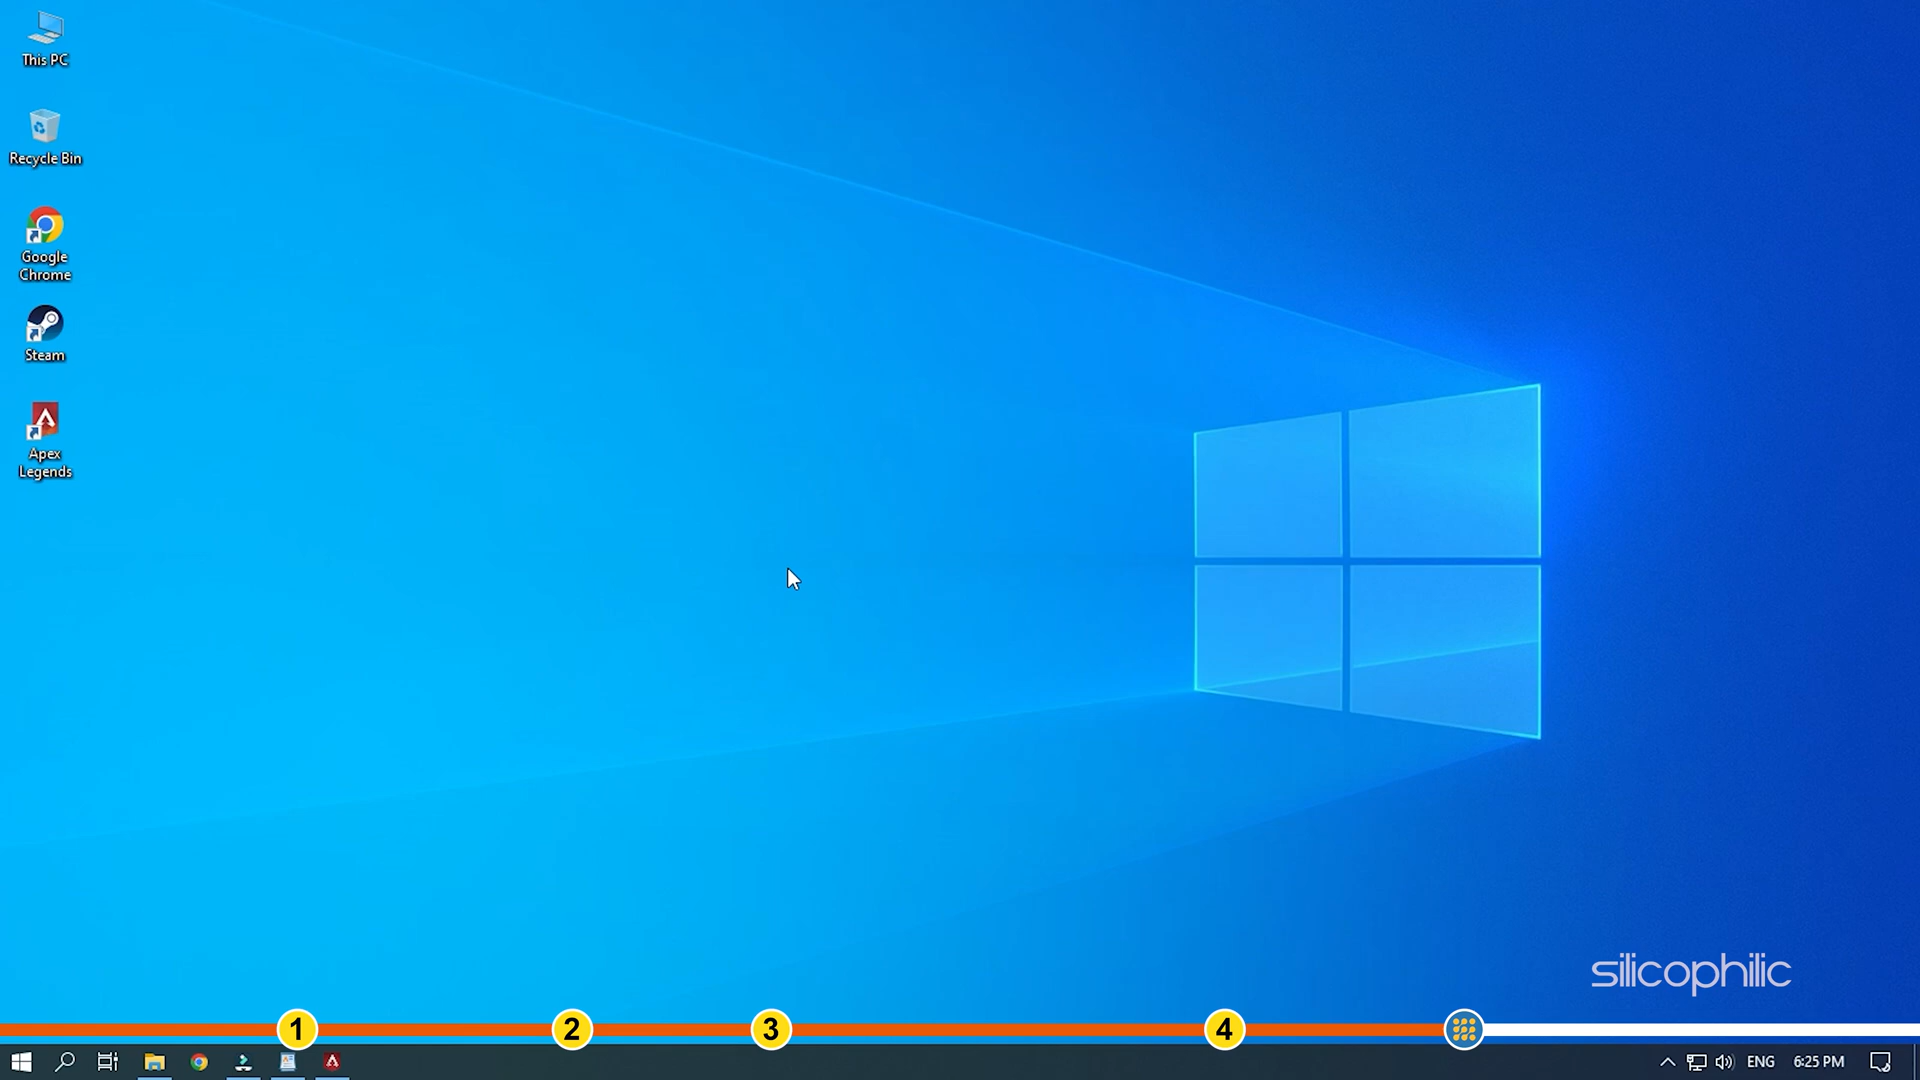 This PC
Recycle Bin
Google
Chrome
Steam
Apex
Legends
silicophilic
1
2
3
4
ENG
6:25 PM